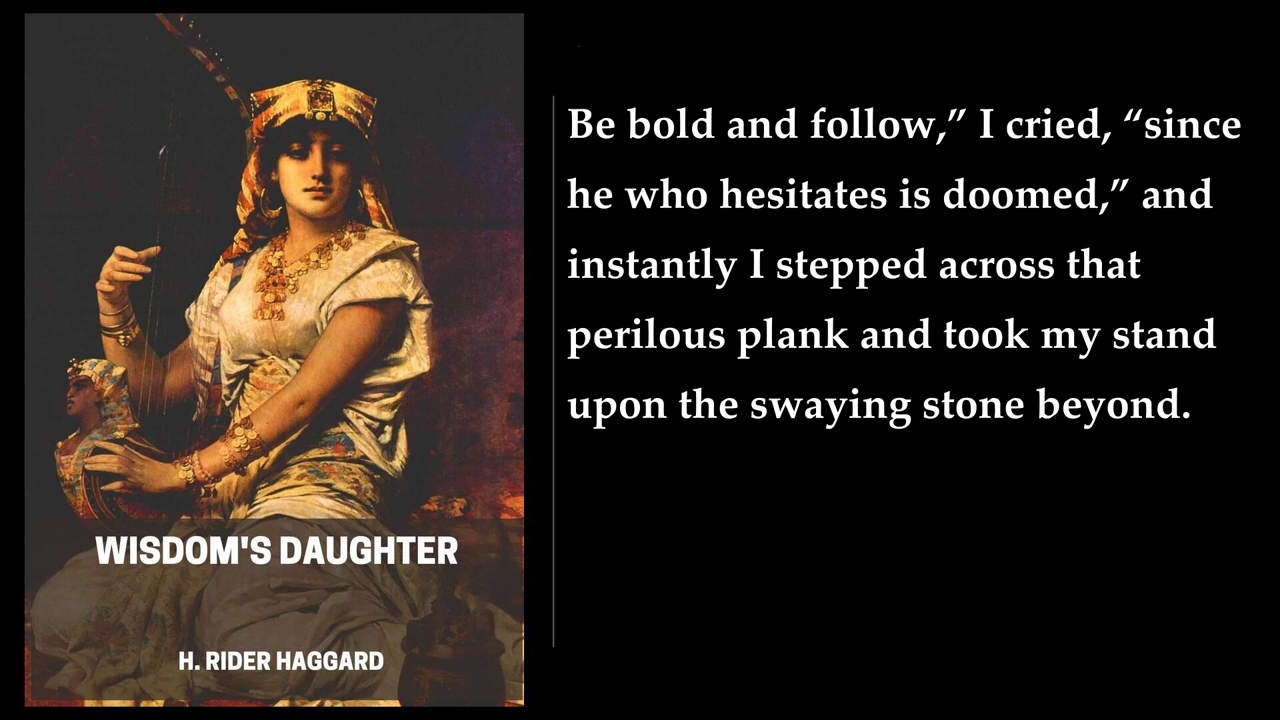 WISDOM'S DAUGHTER
H. RIDER HAGGARD
Be bold and follow,” I cried, “since
he who hesitates is doomed,” and
instantly I stepped across that
perilous plank and took my stand
upon the swaying stone beyond.